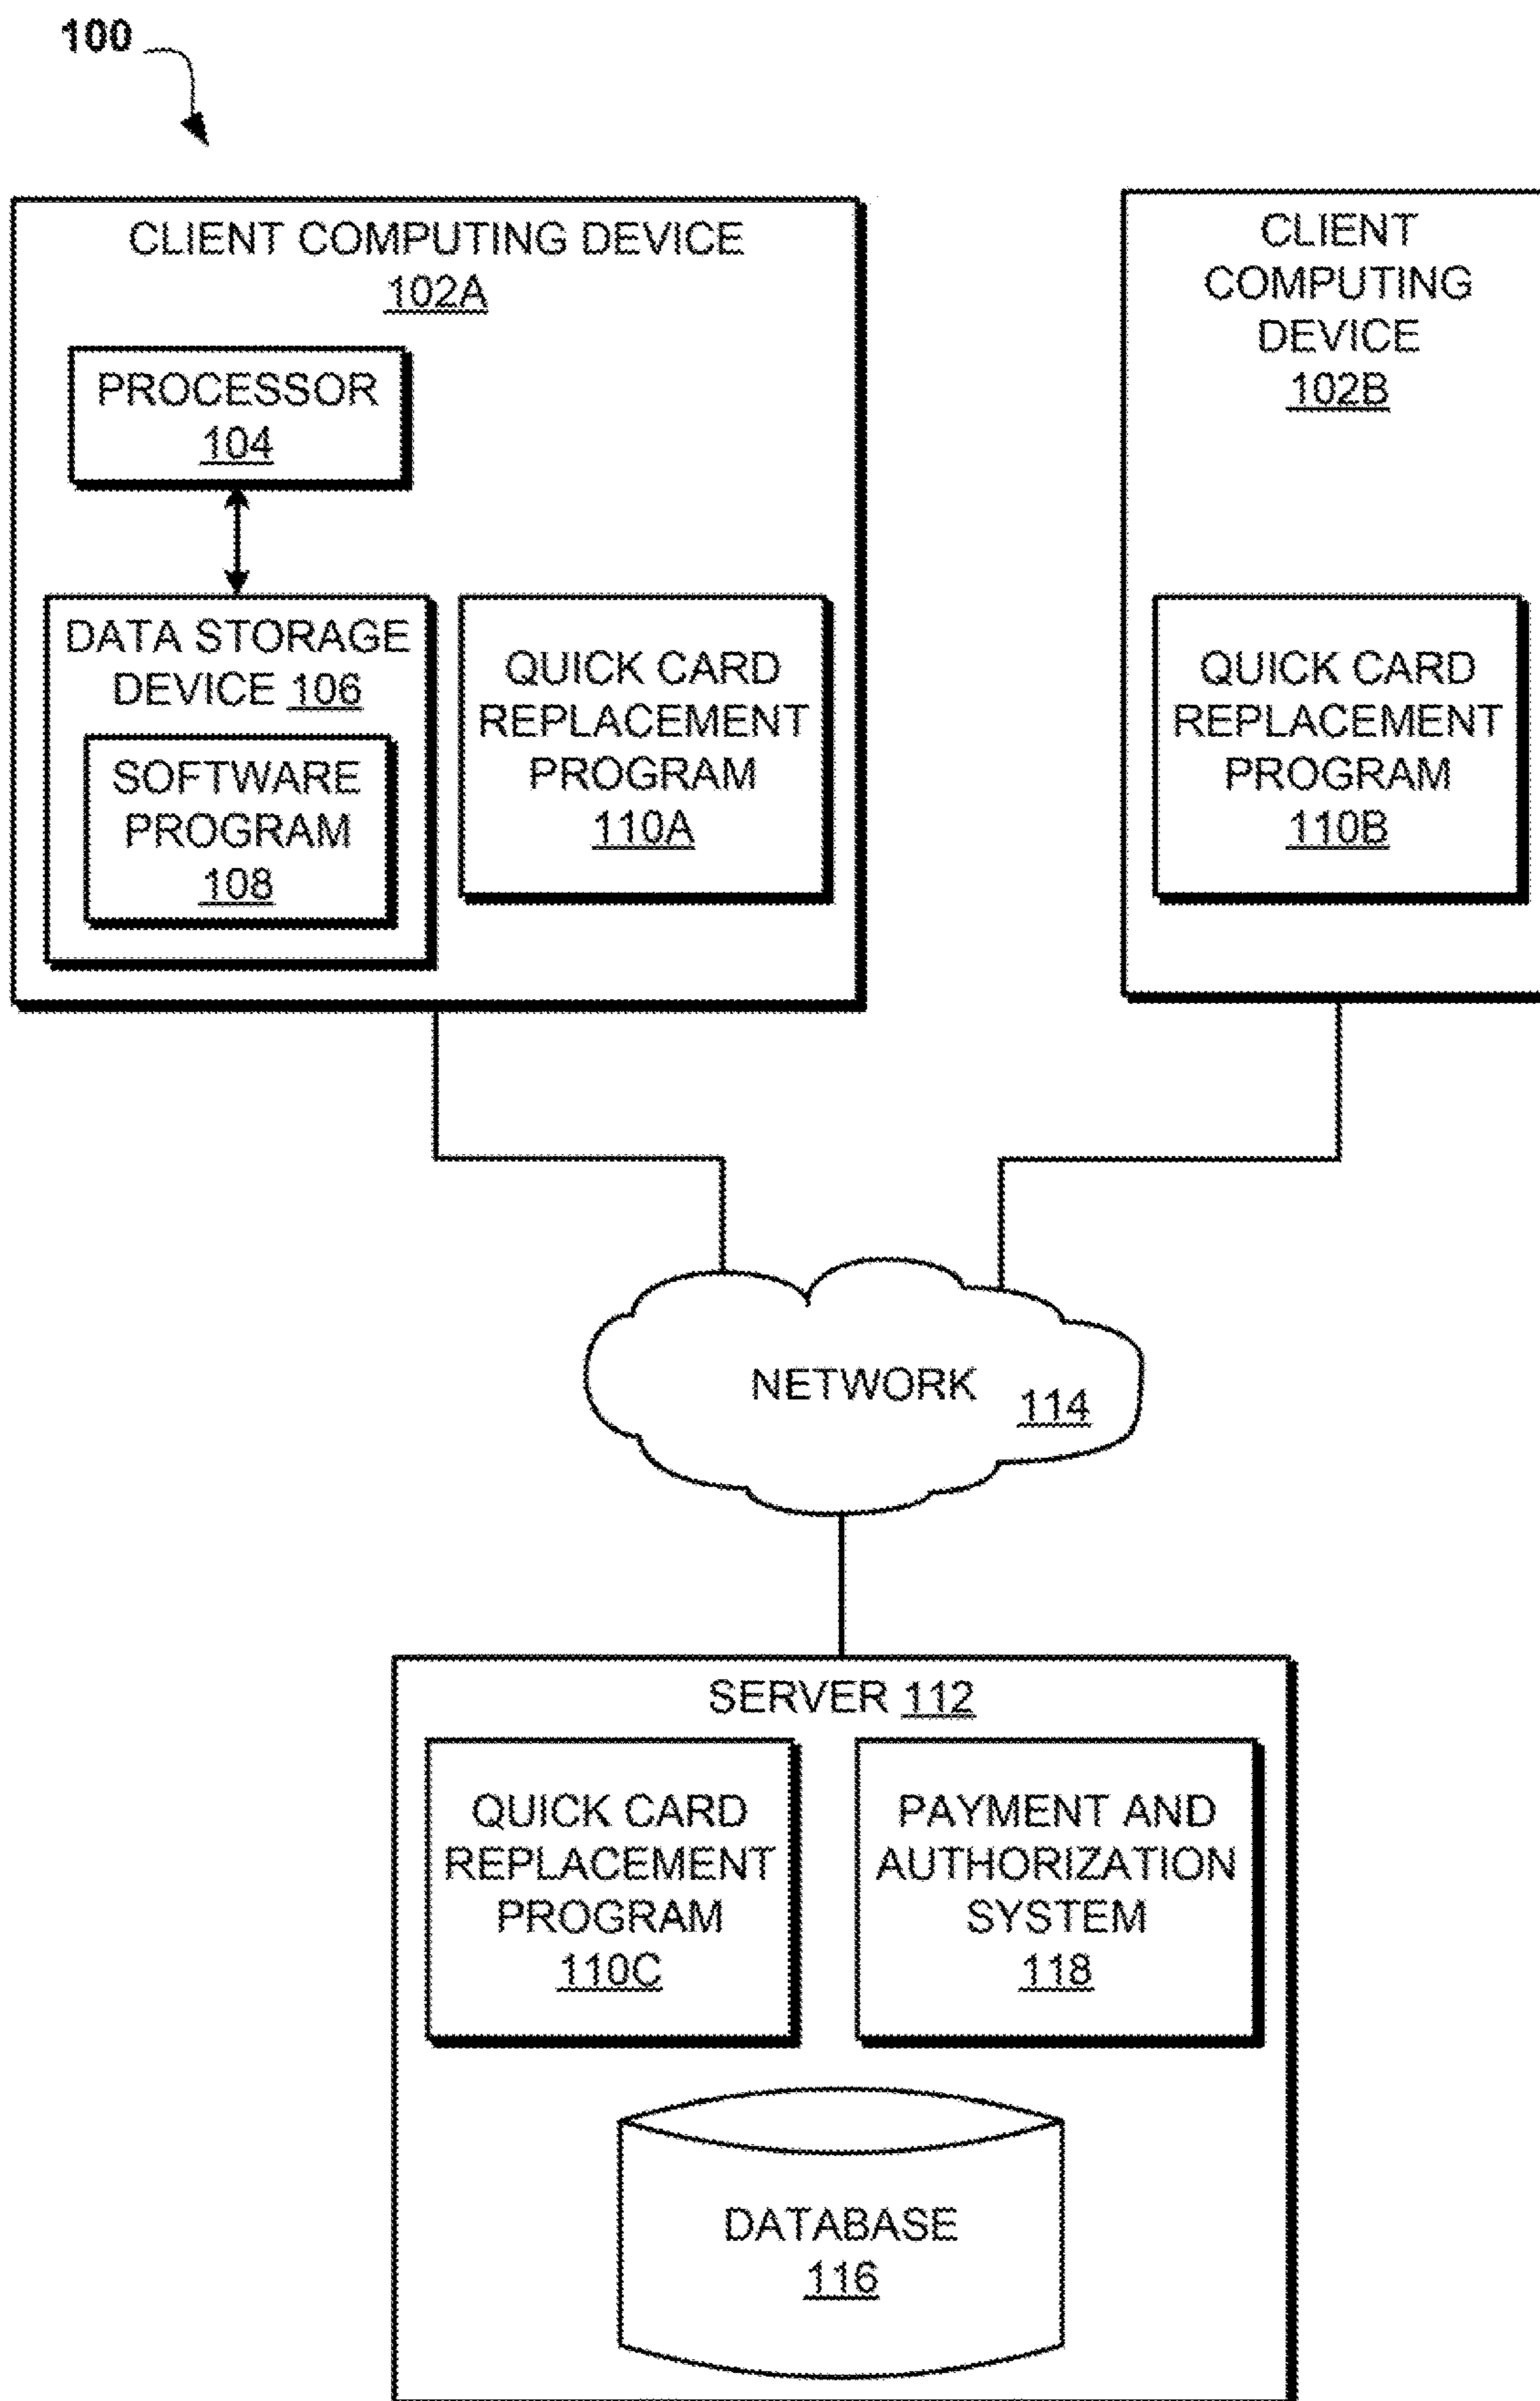 100
CLIENT COMPUTING DEVICE
102A
PROCESSOR
104
DATA STORAGE
DEVICE 106
SOFTWARE
PROGRAM
108
QUICK CARD
REPLACEMENT
PROGRAM
110A
CLIENT
COMPUTING
DEVICE
102B
QUICK CARD
REPLACEMENT
PROGRAM
110B
NETWORK 114
SERVER 112
QUICK CARD
REPLACEMENT
PROGRAM
110C
PAYMENT AND
AUTHORIZATION
SYSTEM
118
DATABASE
116